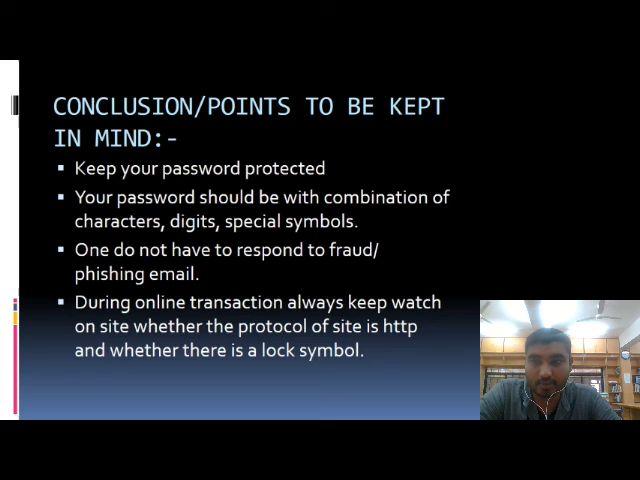 CONCLUSION/POINTS TO BE KEPT
IN MIND:-
Keep your password protected
Your password should be with combination of
characters, digits, special symbols.
One do not have to respond to fraud/
phishing email.
During online transaction always keep watch
on site whether the protocol of site is http
and whether there is a lock symbol.